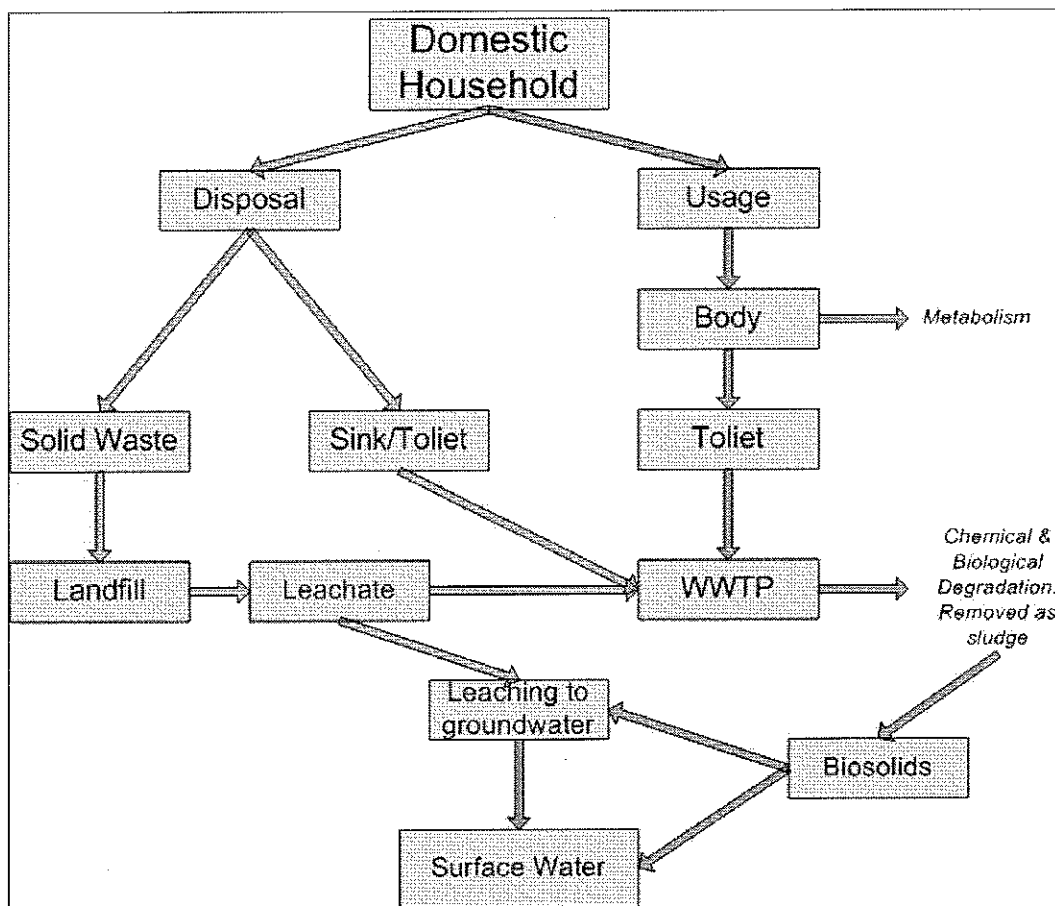 Domestic
Household
Disposal
Usage
Body
Metabolism
Solid Waste
Sink/Toliet
Toliet
Chemical &
Biological
Degradation.
Removed as
sludge
Landfill
Leachate
WWTP
Leaching to
groundwater
Biosolids
Surface Water